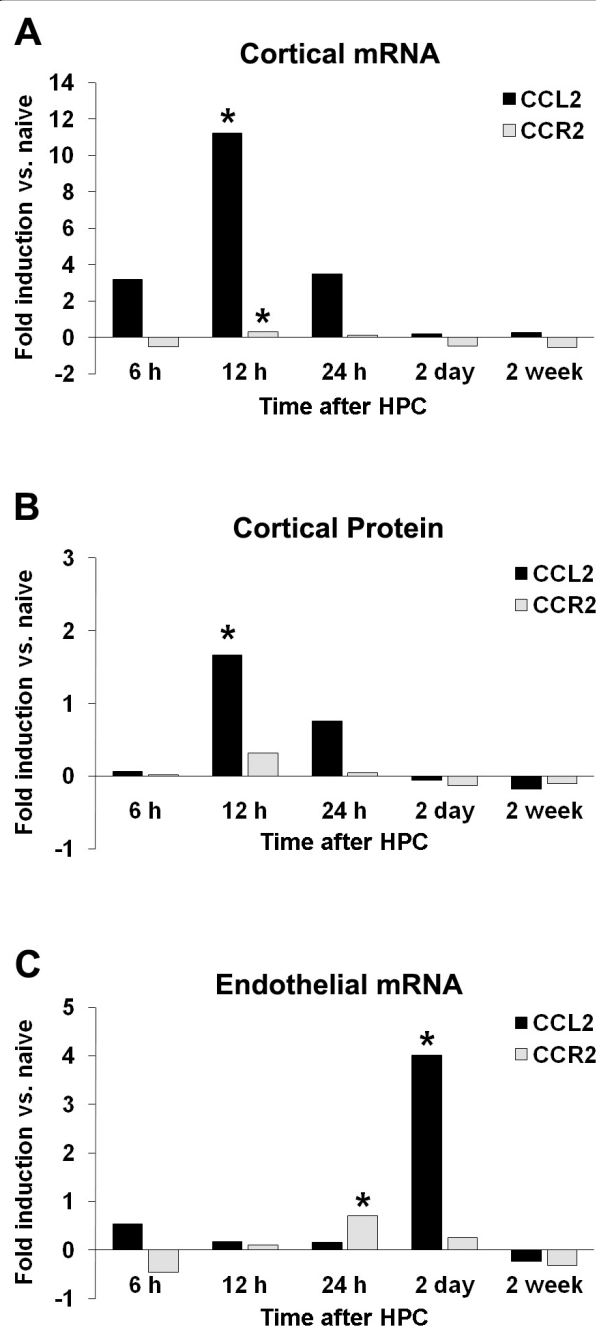 A
Cortical mRNA
Fold induction vs. naive
14
12
10
8
6
4
2
0
-2
CCL2
CCR2
*
*
6 h 12 h 24 h 2 day 2 week
Time after HPC
B
Cortical Protein
Fold induction vs. naive
3
2
1
0
-1
CCL2
CCR2
*
6 h 12 h 24 h 2 day 2 week
Time after HPC
C
Endothelial mRNA
Fold induction vs. naive
5
4
3
2
1
0
-1
CCL2
CCR2
*
*
6 h 12 h 24 h 2 day 2 week
Time after HPC